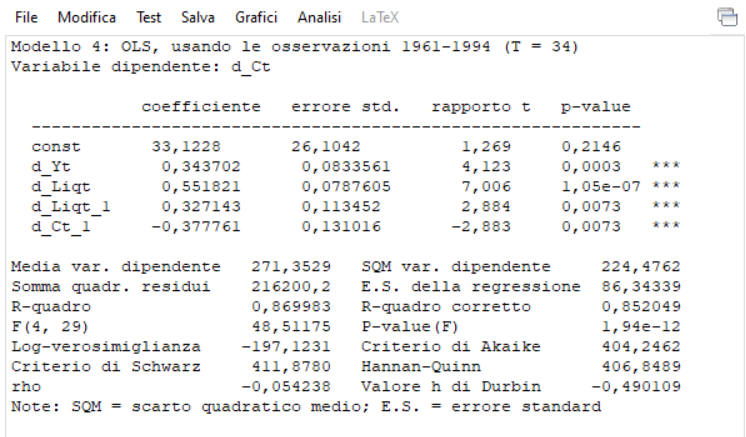 File Modifica Test Salva Grafici Analisi LaTeX
Modello 4: OLS, usando le osservazioni 1961-1994 (T = 34)
Variabile dipendente: d_Ct
coefficiente errore std. rapporto t p-value
---------------------------------------------------------------
const 33,1228 26,1042 1,269 0,2146
d_Yt 0,343702 0,0833561 4,123 0,0003 ***
d_Liqt 0,551821 0,0787605 7,006 1,05e-07 ***
d_Liqt_1 0,327143 0,113452 2,884 0,0073 ***
d_Ct_1 -0,377761 0,131016 -2,883 0,0073 ***
Media var. dipendente 271,3529 SQM var. dipendente 224,4762
Somma quadr. residui 216200,2 E.S. della regressione 86,34339
R-quadro 0,869983 R-quadro corretto 0,852049
F(4, 29) 48,51175 P-value(F) 1,94e-12
Log-verosimiglianza -197,1231 Criterio di Akaike 404,2462
Criterio di Schwarz 411,8780 Hannan-Quinn 406,8489
rho -0,054238 Valore h di Durbin -0,490109
Note: SQM = scarto quadratico medio; E.S. = errore standard